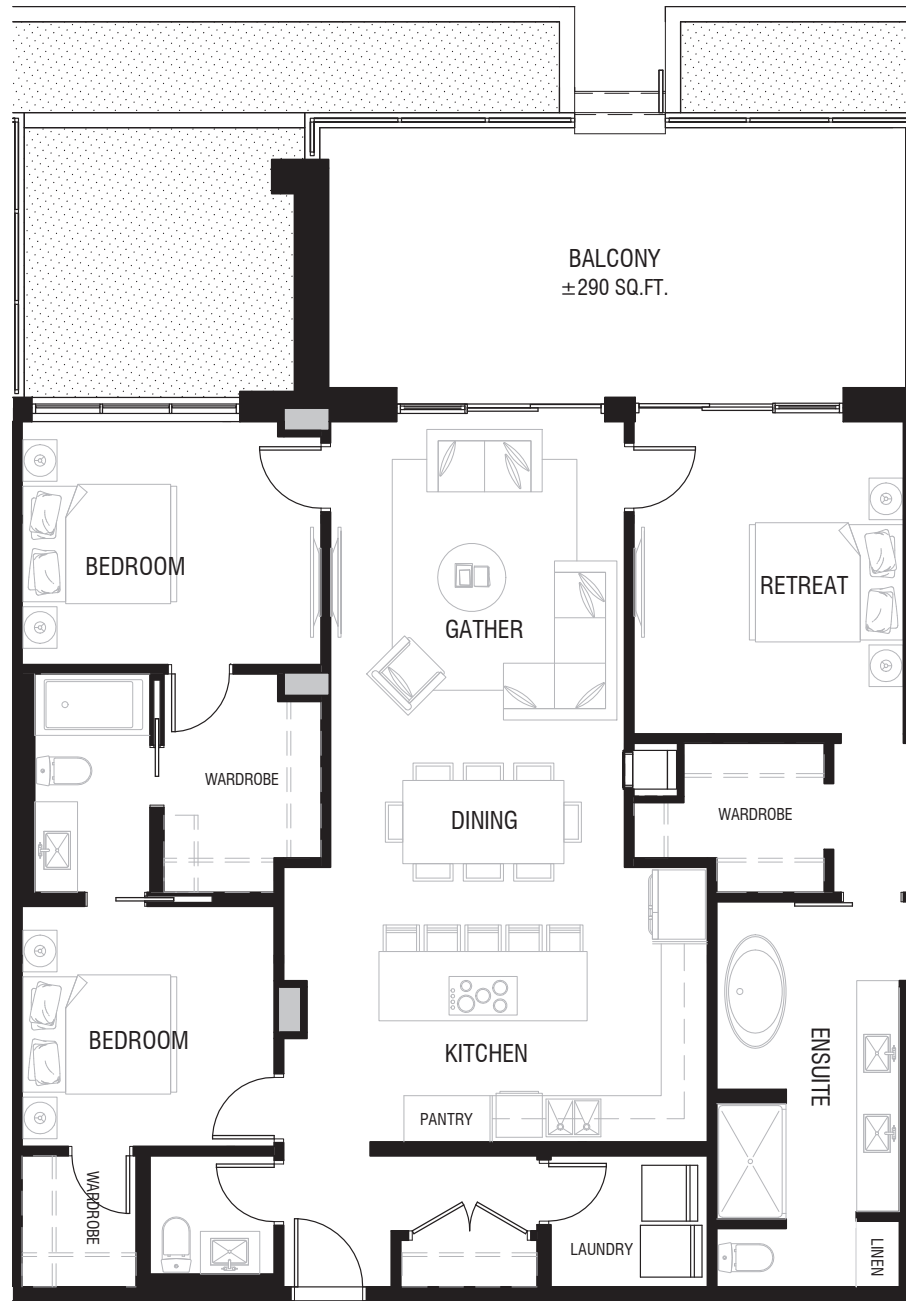 BALCONY
±290 SQ.FT.
BEDROOM
RETREAT
GATHER
WARDROBE
DINING
WARDROBE
BEDROOM
KITCHEN
ENSUITE
PANTRY
WARDROBE
LAUNDRY
LINEN